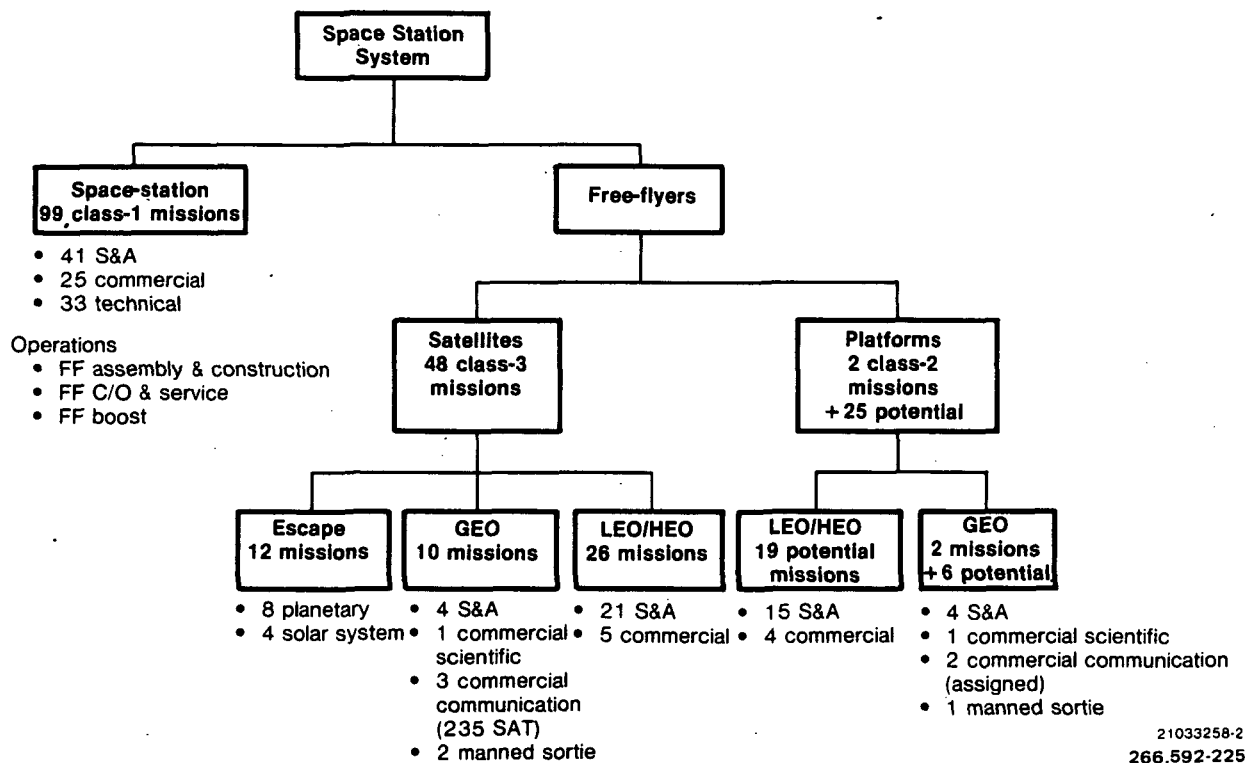 Space Station
System
Space-station
99 class-1 missions
• 41 S&A
• 25 commercial
• 33 technical
Operations
• FF assembly & construction
• FF C/O & service
• FF boost
Free-flyers
Satellites
48 class-3
missions
Platforms
2 class-2
missions
+25 potential
Escape
12 missions
• 8 planetary
• 4 solar system
GEO
10 missions
• 4 S&A
• 1 commercial
scientific
• 3 commercial
communication
(235 SAT)
• 2 manned sortie
LEO/HEO
26 missions
• 21 S&A
• 5 commercial
LEO/HEO
19 potential
missions
• 15 S&A
• 4 commercial
GEO
2 missions
+6 potential
• 4 S&A
• 1 commercial scientific
• 2 commercial communication
(assigned)
• 1 manned sortie
21033258-2
266.592-225